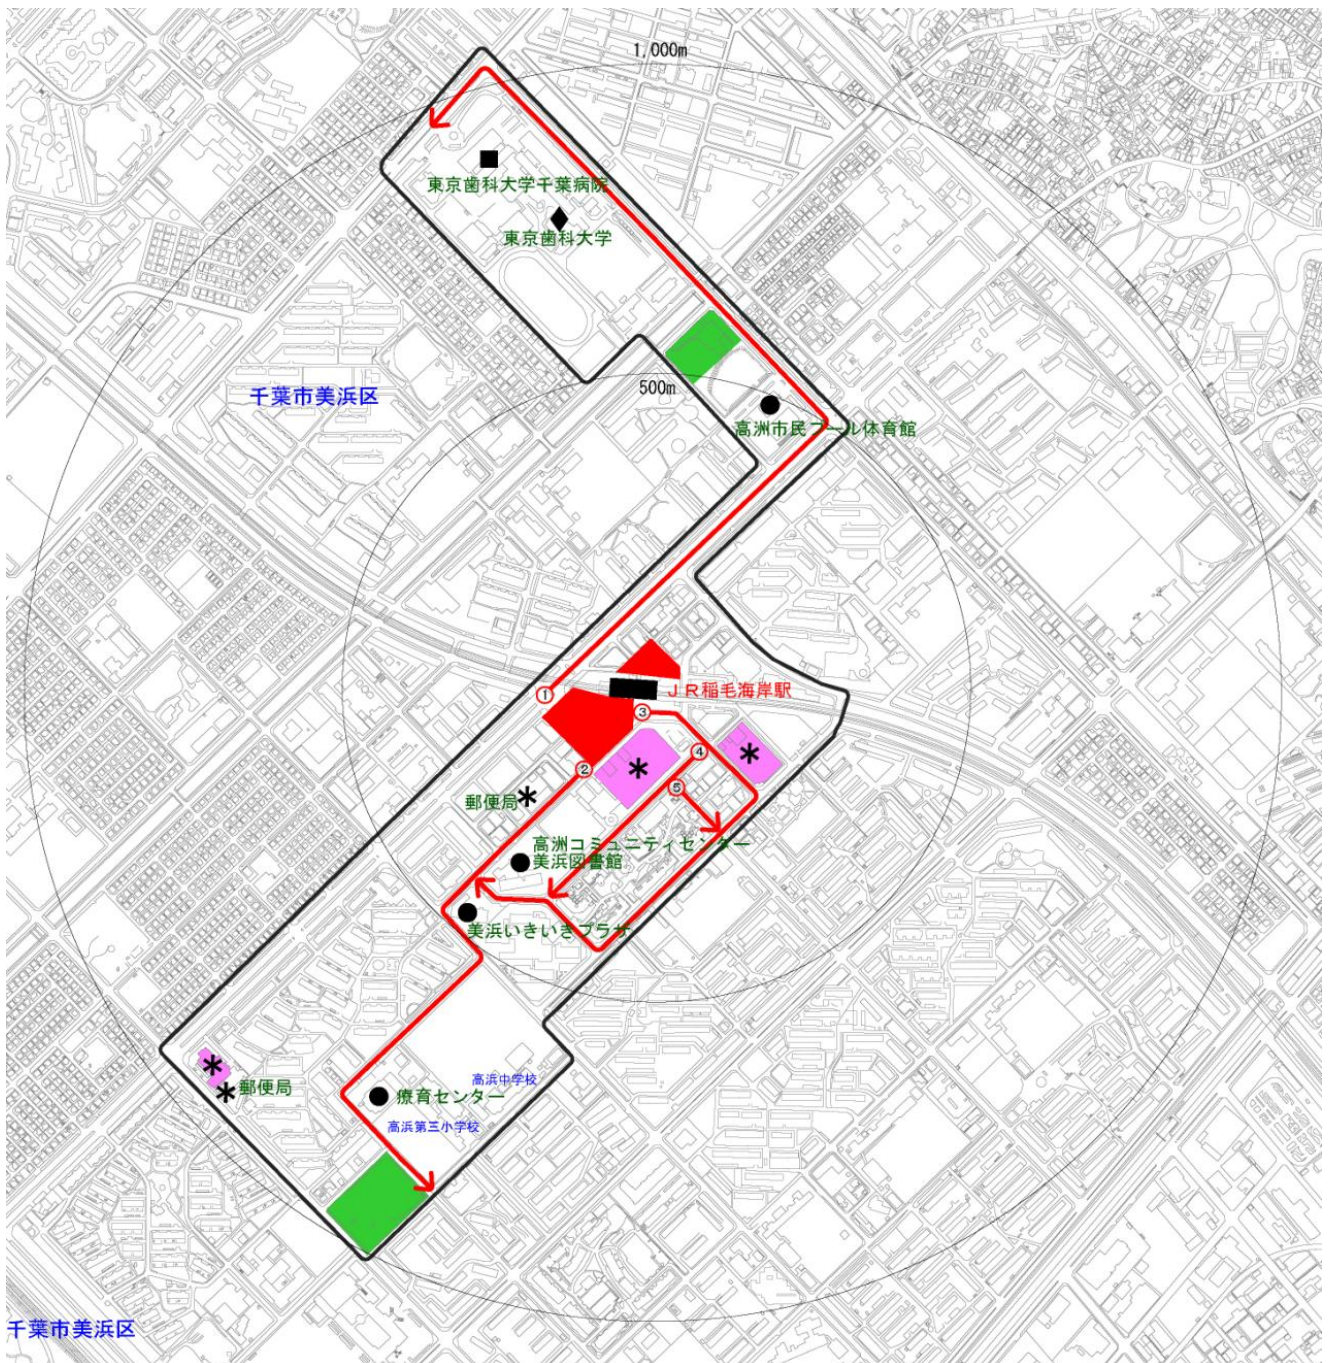 1,000m
東京歯科大学千葉病院
東京歯科大学
500m
千葉市美浜区
高洲市民プール体育館
JR稲毛海岸駅
①
③
④
②
⑤
郵便局
高洲コミュニティセンター
美浜図書館
美浜いきいきプラザ
高浜中学校
郵便局
療育センター
高浜第三小学校
千葉市美浜区